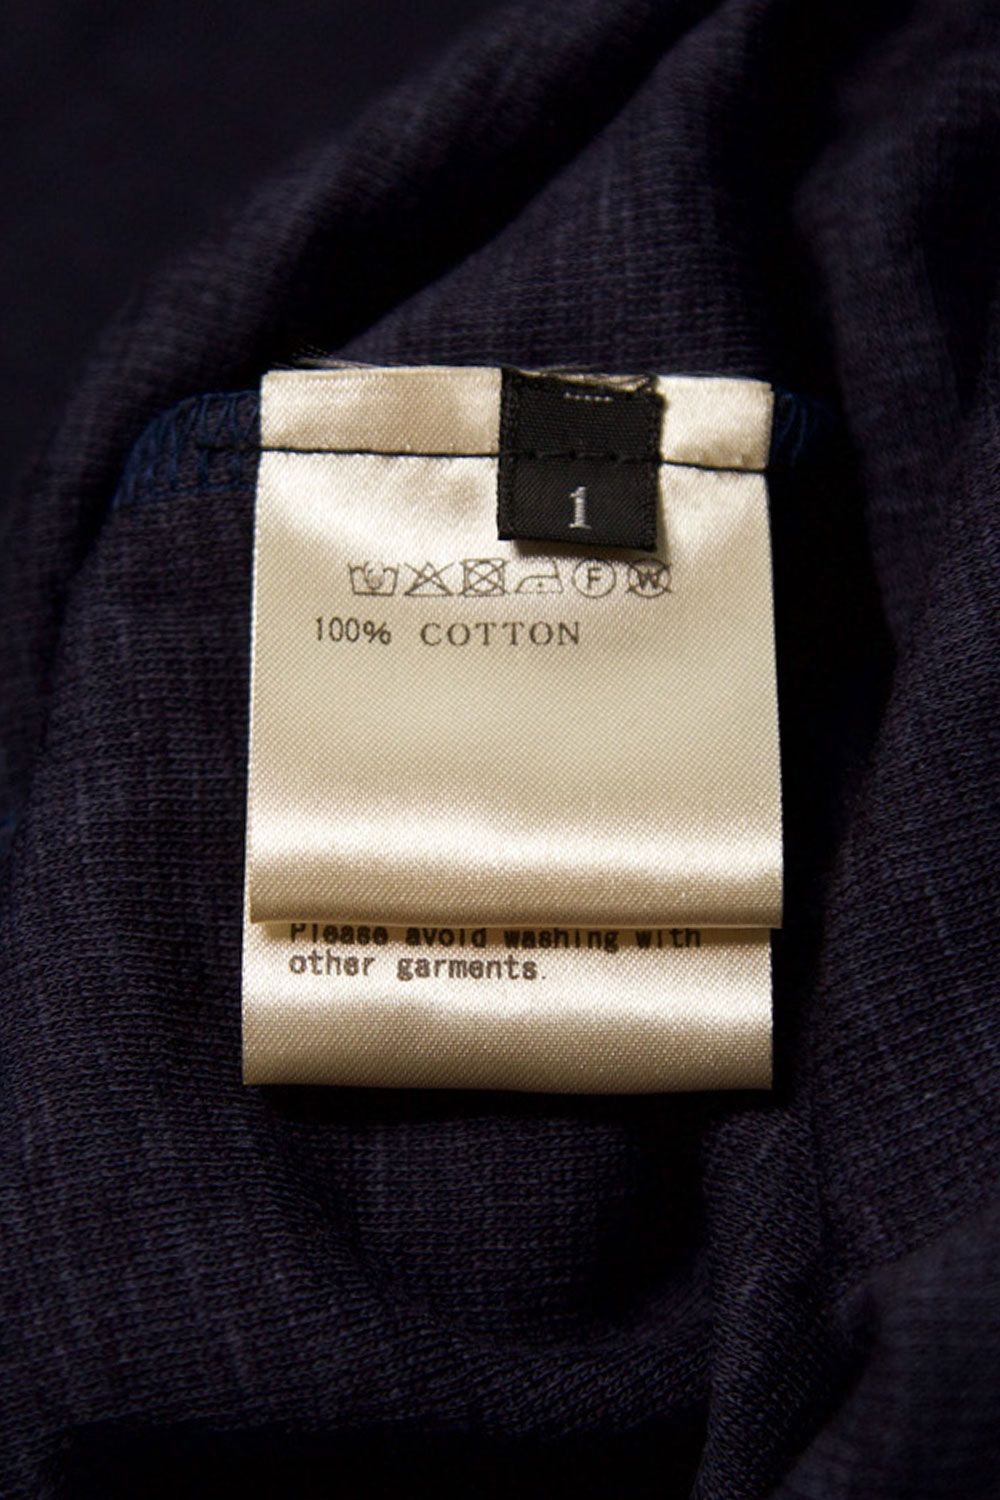 1
F W
100% COTTON
Please avoid washing with
other garments.